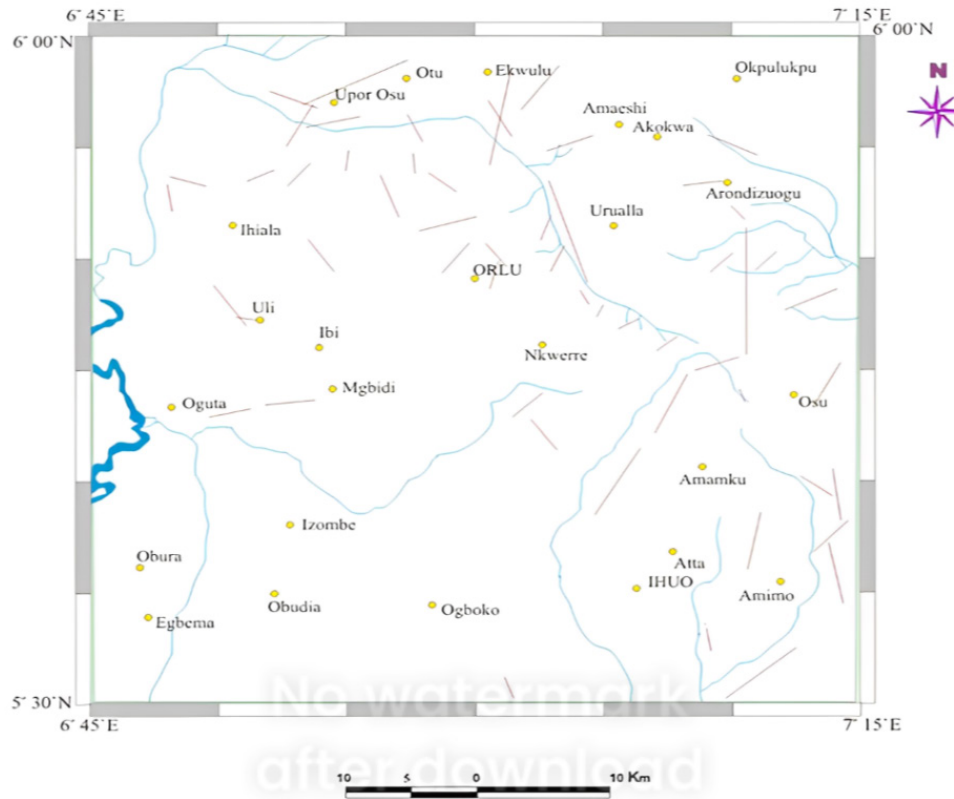 6° 45'E
7° 15'E
6° 00'N
6° 00'N
N
Otu
Ekwulu
Okpulukpu
Upor Osu
Amaeshi
Akokwa
Arondizuogu
Urualla
Ihiala
ORLU
Uli
Ibi
Nkwerre
Mgbidi
Oguta
Osu
Amamku
Izombe
Obura
Atta
IHUO
Amimo
Obudia
Ogboko
Egbema
5° 30'N
6° 45'E
7° 15'E
No watermark
after download
10 5 0 10 Km